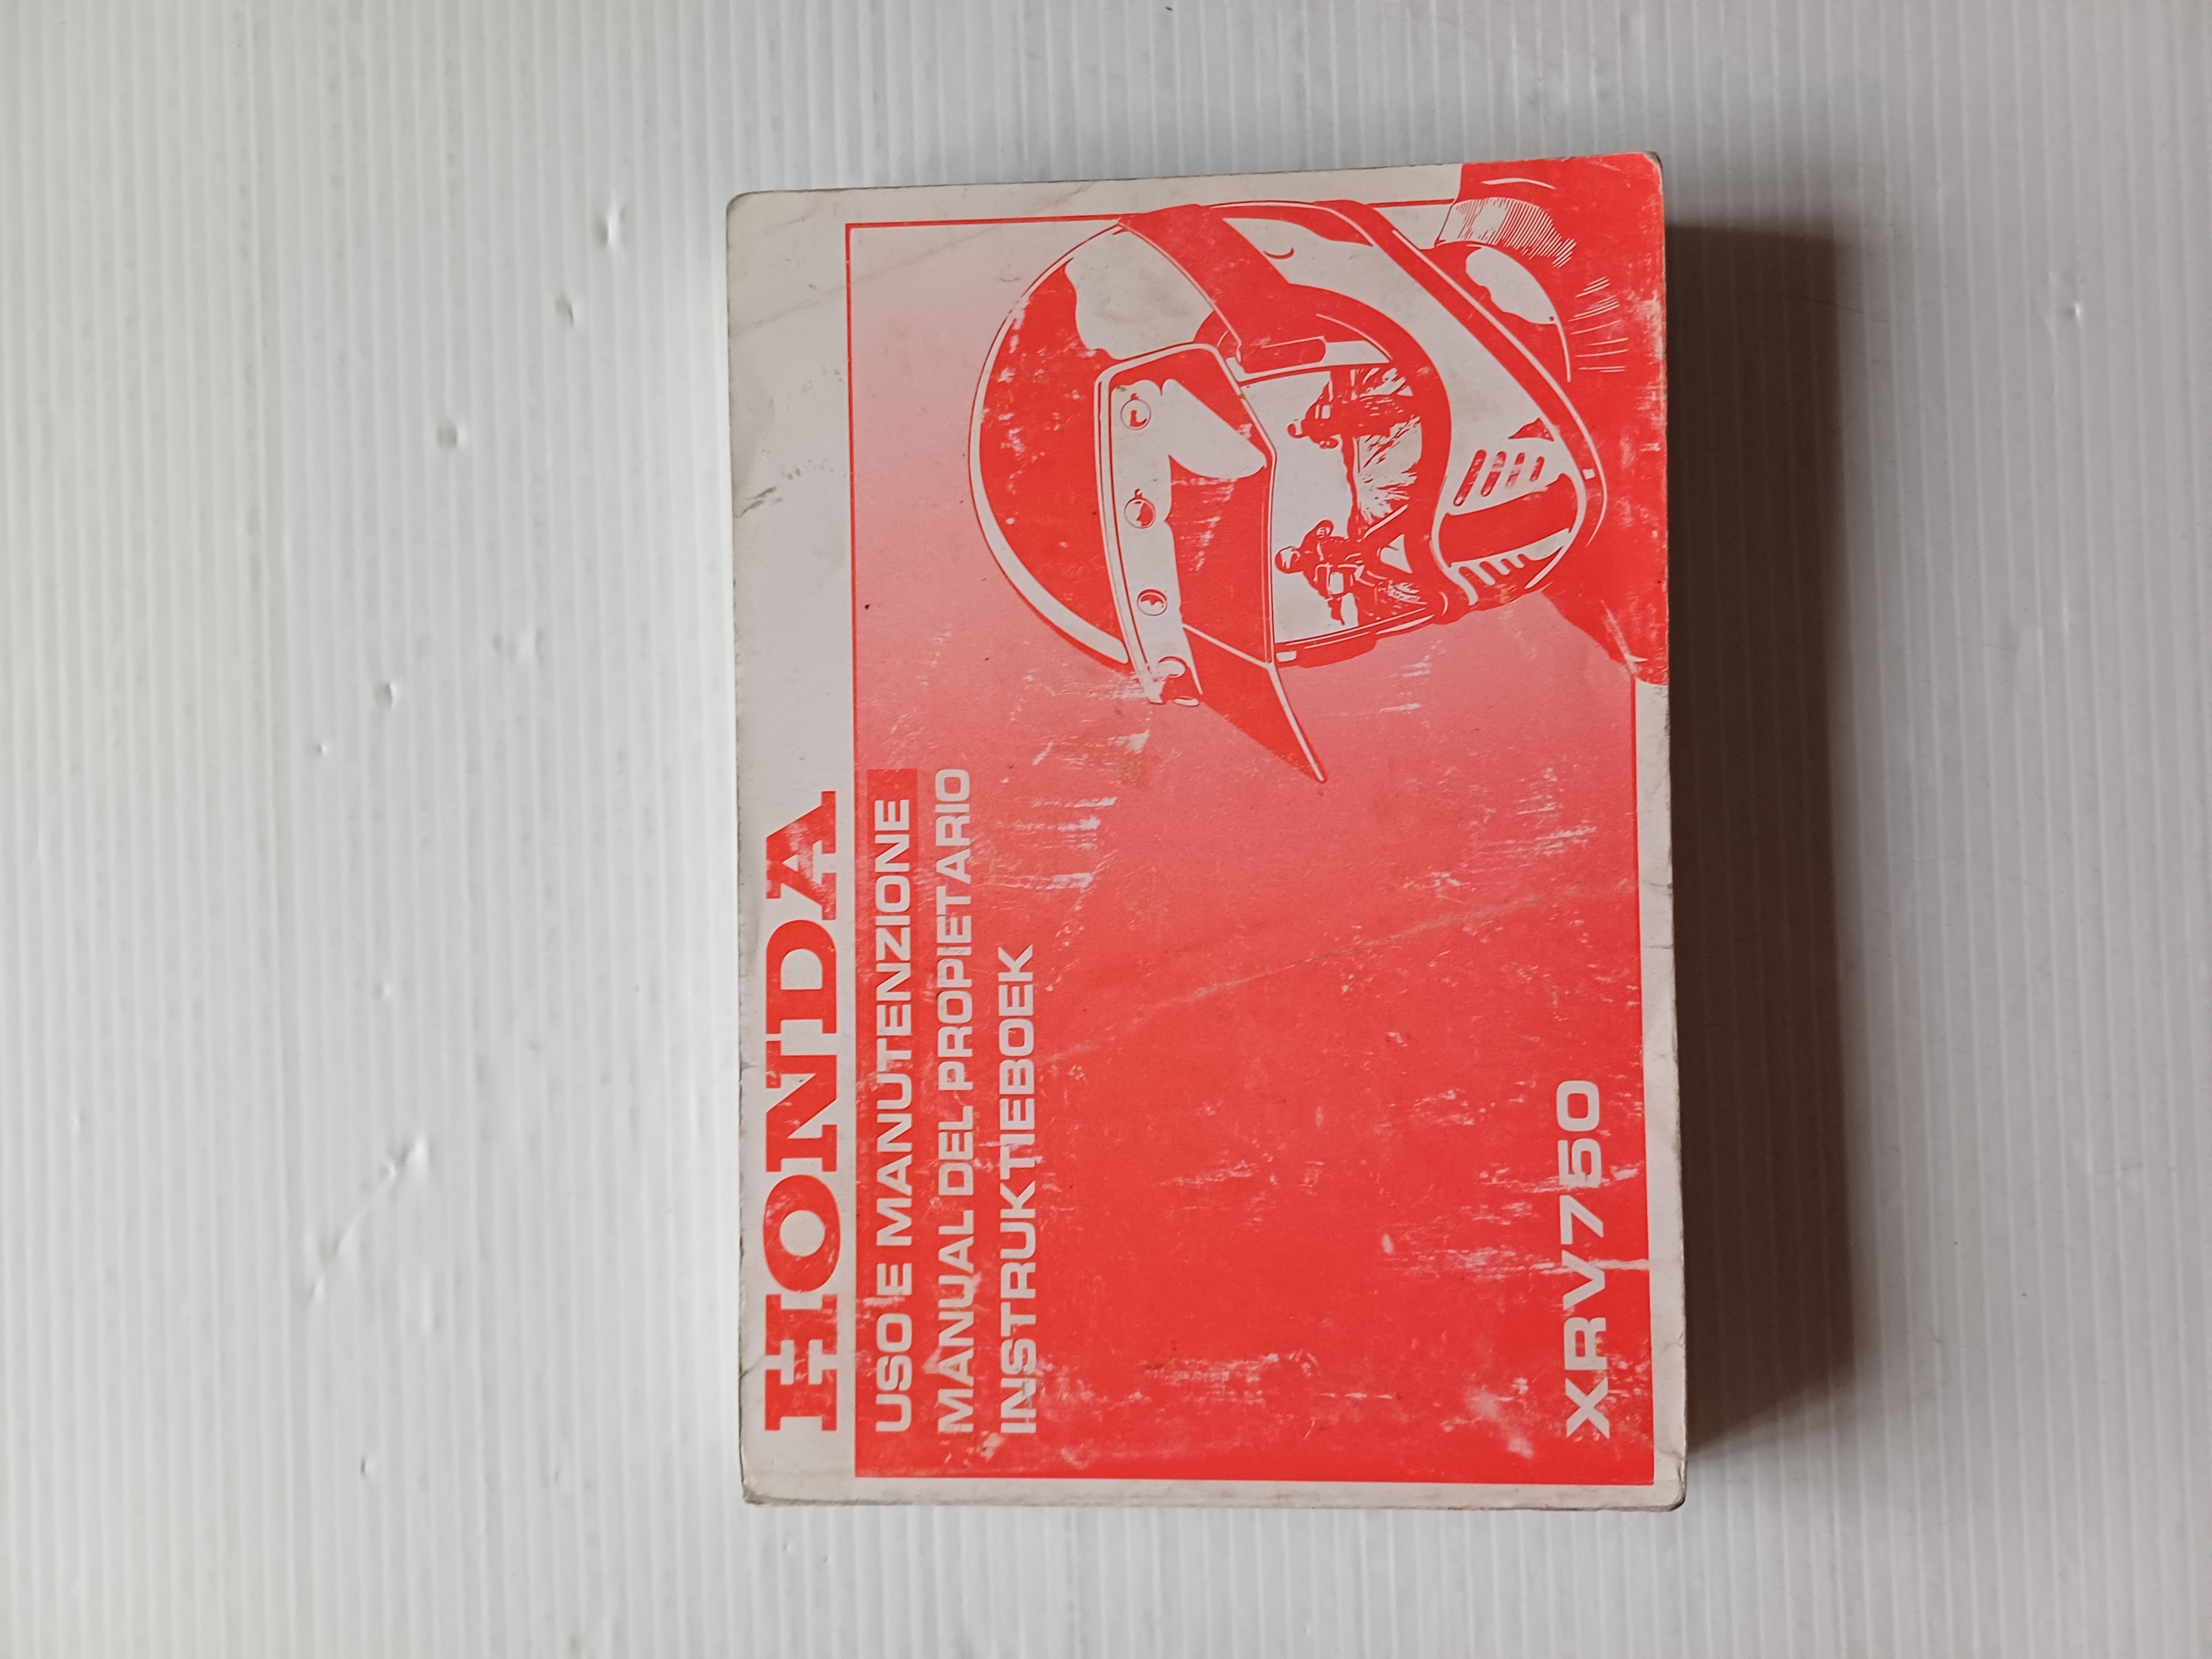 HONDA
USO E MANUTENZIONE
MANUAL DEL PROPIETARIO
INSTRUKTIEBOEK
XRV750